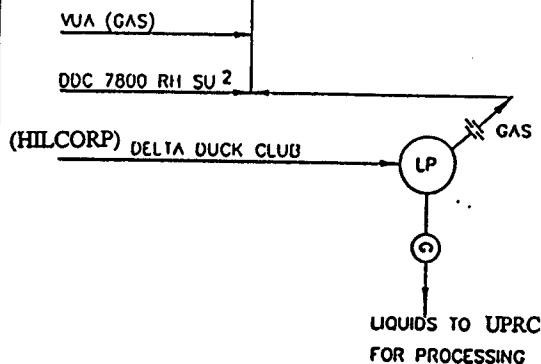 VUA (GAS)
DDC 7800 RH SU 2
GAS
(HILCORP) DELTA DUCK CLUB
LP
G
LIQUIDS TO UPRC
FOR PROCESSING